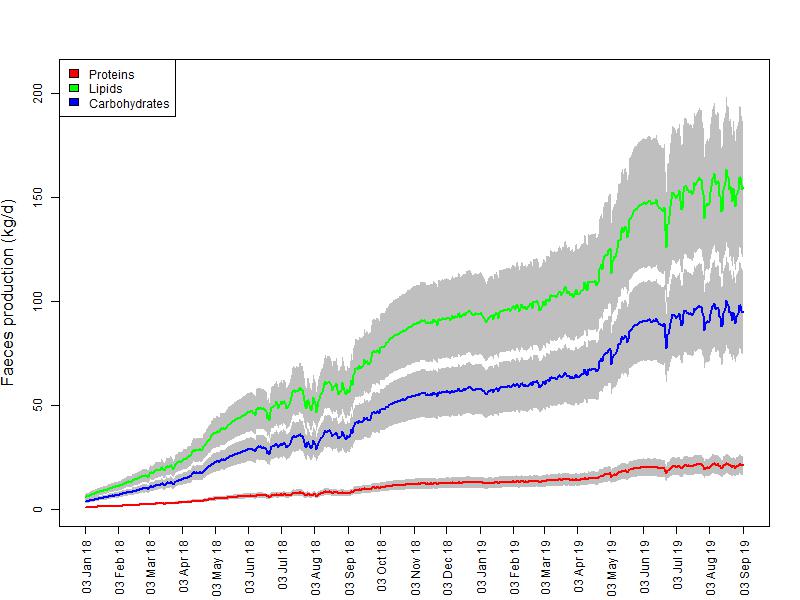 Proteins
Lipids
Carbohydrates
Faeces production (kg/d)
200
150
100
50
0
03 Jan 18
03 Feb 18
03 Mar 18
03 Apr 18
03 May 18
03 Jun 18
03 Jul 18
03 Aug 18
03 Sep 18
03 Oct 18
03 Nov 18
03 Dec 18
03 Jan 19
03 Feb 19
03 Mar 19
03 Apr 19
03 May 19
03 Jun 19
03 Jul 19
03 Aug 19
03 Sep 19